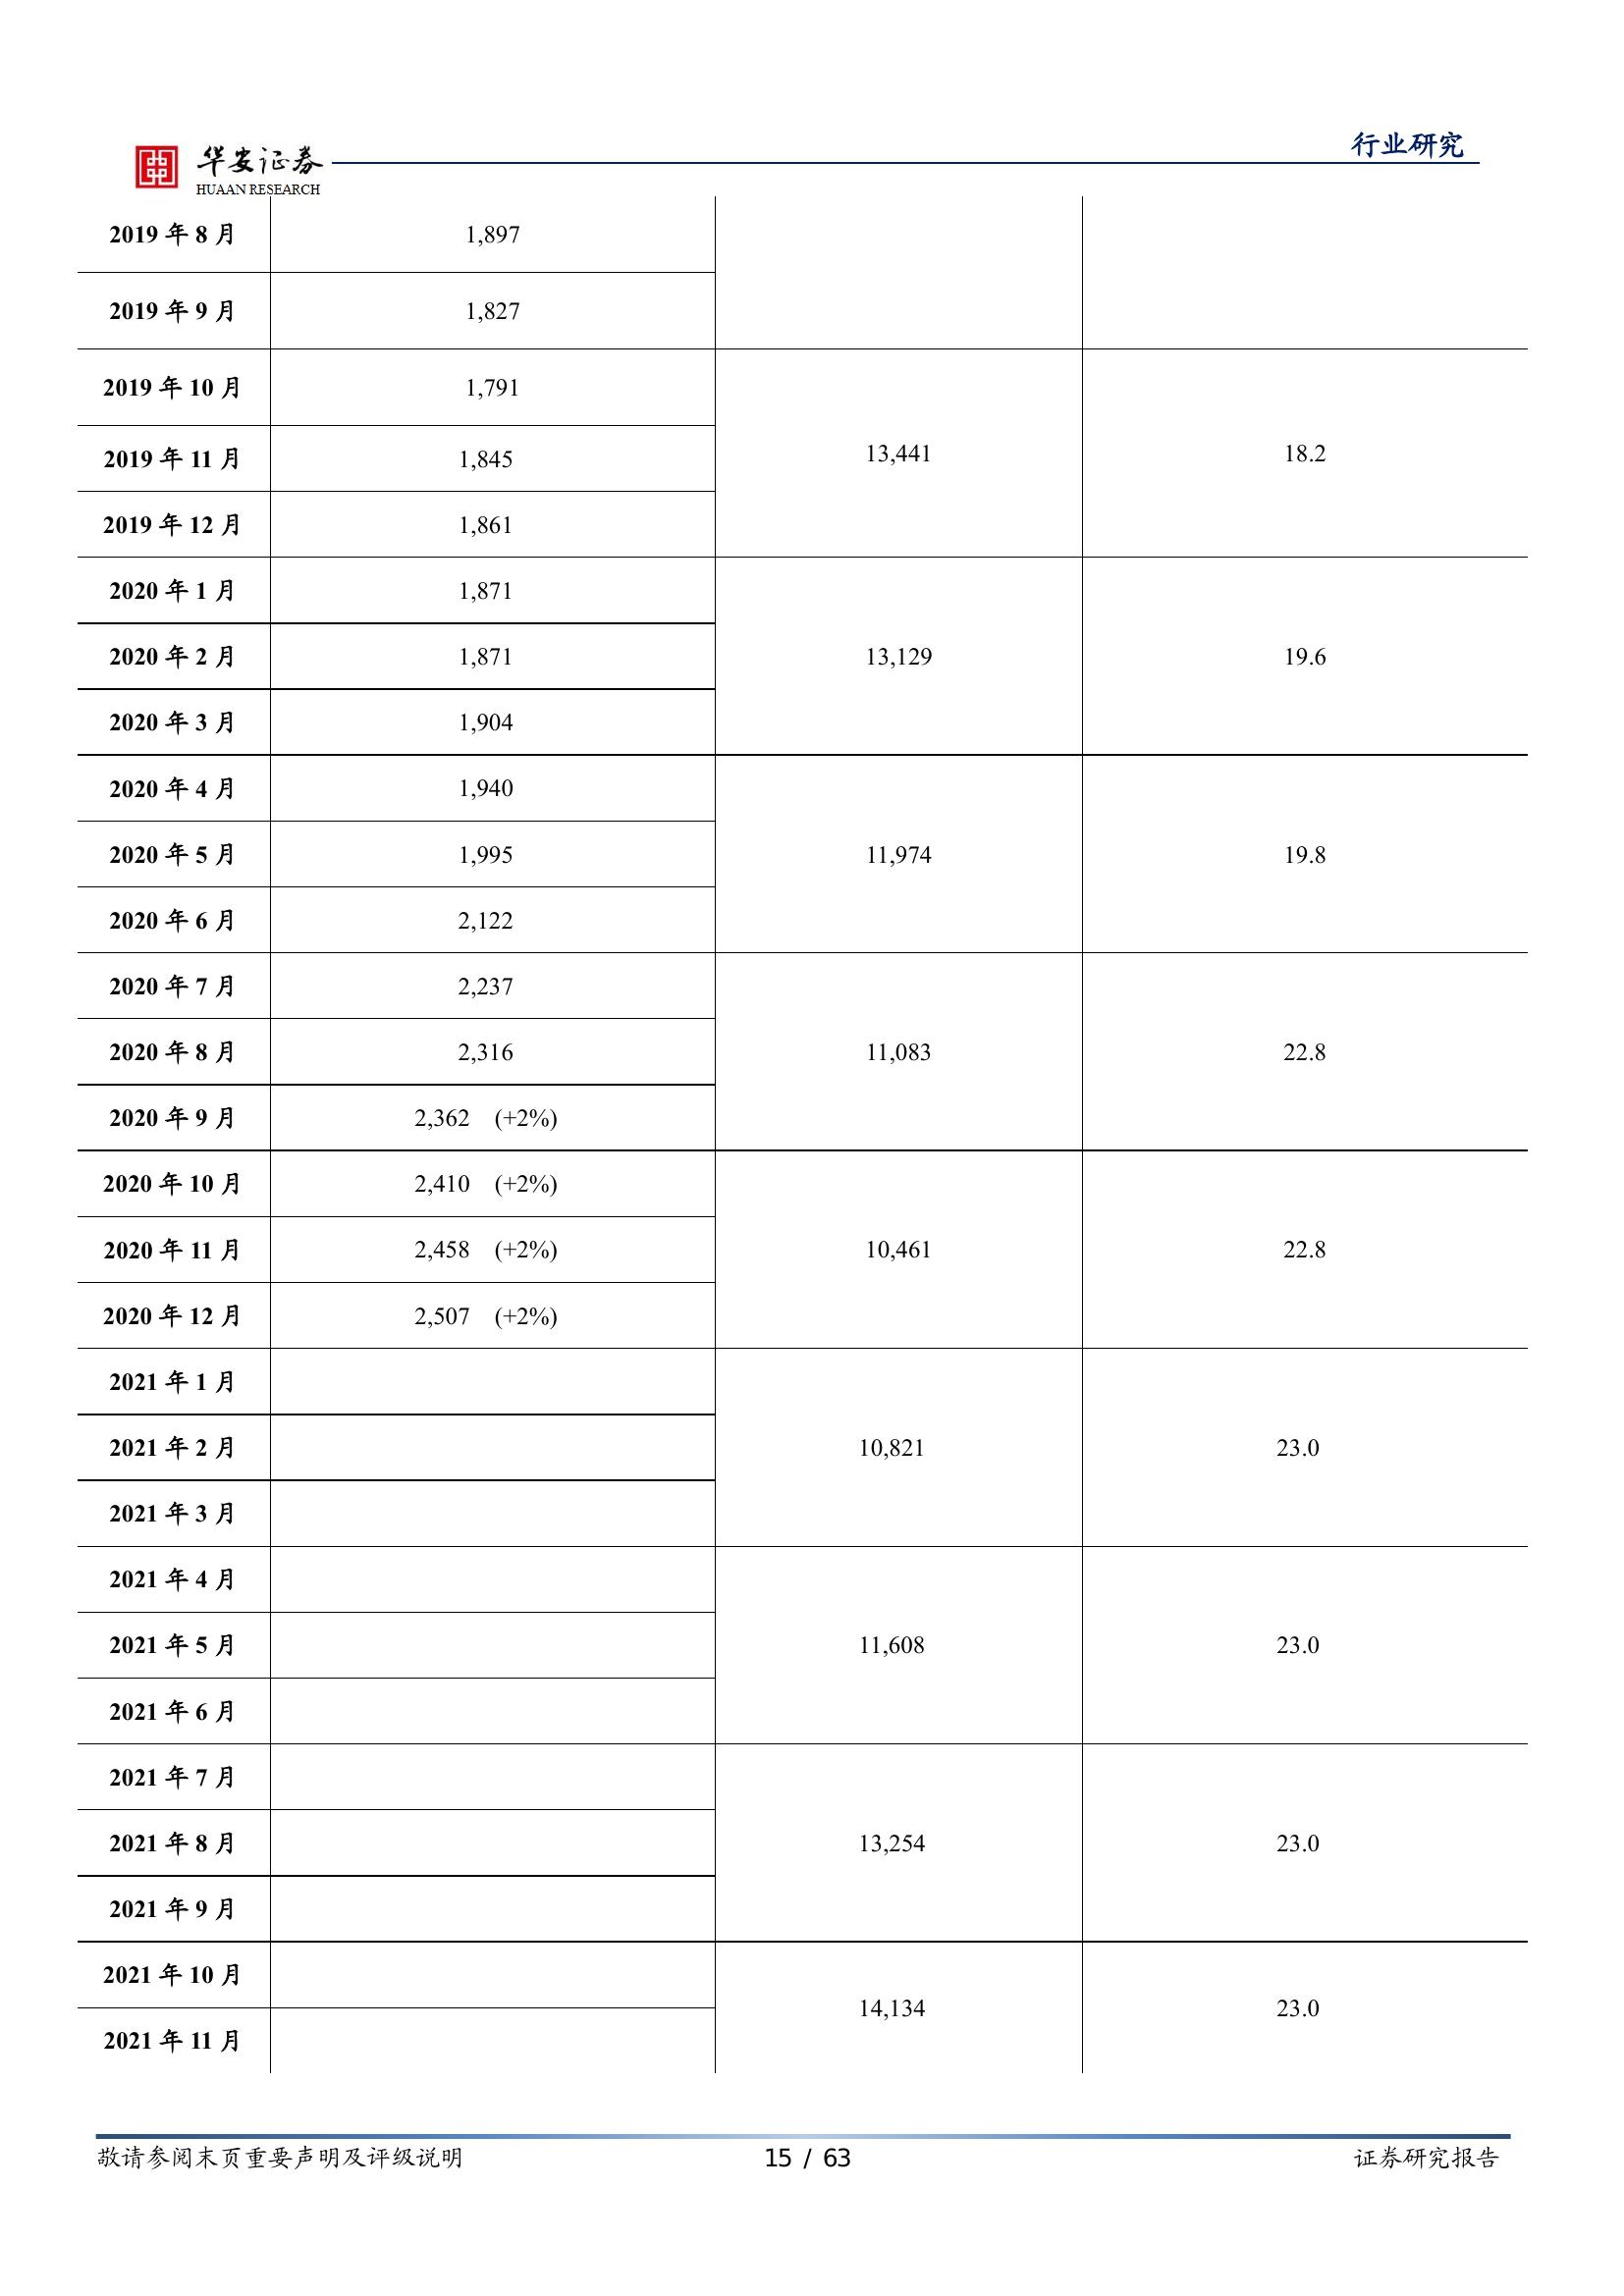 行业研究
华安证券
HUAAN RESEARCH
2019 年 8 月 1,897
2019 年 9 月 1,827
2019 年 10 月 1,791
2019 年 11 月 1,845 13,441 18.2
2019 年 12 月 1,861
2020 年 1 月 1,871
2020 年 2 月 1,871 13,129 19.6
2020 年 3 月 1,904
2020 年 4 月 1,940
2020 年 5 月 1,995 11,974 19.8
2020 年 6 月 2,122
2020 年 7 月 2,237
2020 年 8 月 2,316 11,083 22.8
2020 年 9 月 2,362 (+2%)
2020 年 10 月 2,410 (+2%)
2020 年 11 月 2,458 (+2%) 10,461 22.8
2020 年 12 月 2,507 (+2%)
2021 年 1 月
2021 年 2 月 10,821 23.0
2021 年 3 月
2021 年 4 月
2021 年 5 月 11,608 23.0
2021 年 6 月
2021 年 7 月
2021 年 8 月 13,254 23.0
2021 年 9 月
2021 年 10 月
14,134 23.0
2021 年 11 月
敬请参阅末页重要声明及评级说明 15 / 63 证券研究报告